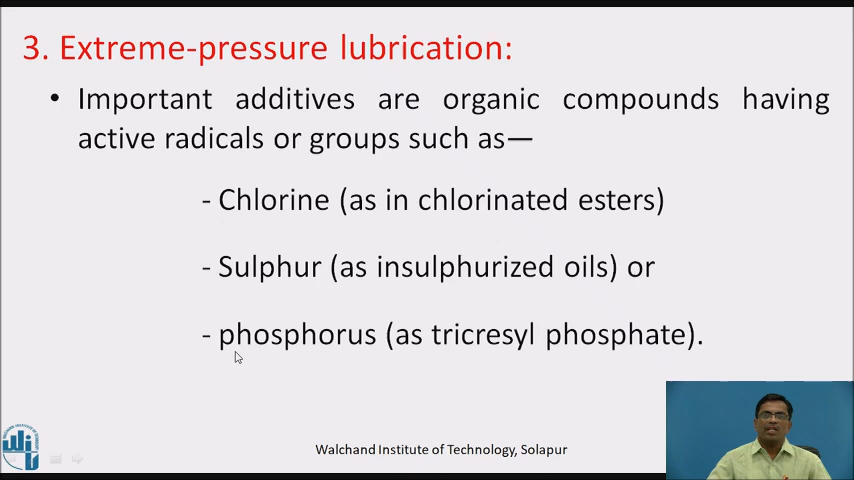 3. Extreme-pressure lubrication:
• Important additives are organic compounds having
active radicals or groups such as—
- Chlorine (as in chlorinated esters)
- Sulphur (as insulphurized oils) or
- phosphorus (as tricresyl phosphate).
Walchand Institute of Technology, Solapur